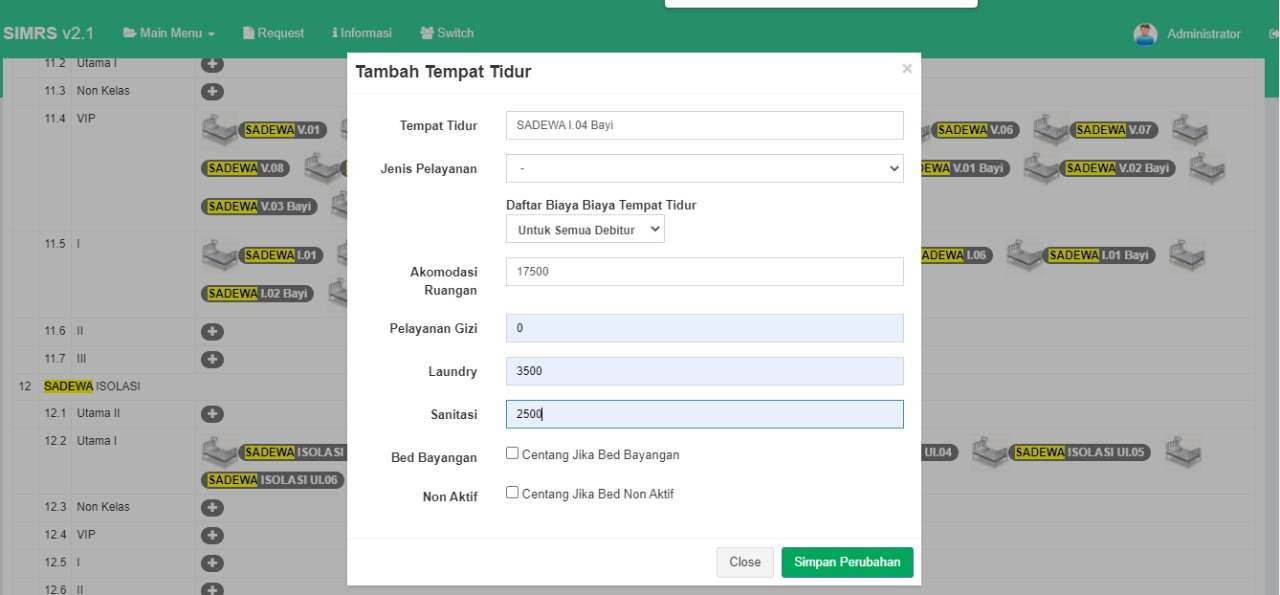 SIMRS v2.1 Main Menu Request Informasi Switch Administrator
11.2 Utama I
11.3 Non Kelas
11.4 VIP
SADEWA V.01 SADEWA V.06 SADEWA V.07
SADEWA V.08 EWA V.01 Bayi SADEWA V.02 Bayi
SADEWA V.03 Bayi
11.5 I
SADEWA I.01 ADEWA I.06 SADEWA I.01 Bayi
SADEWA I.02 Bayi
11.6 II
11.7 III
12 SADEWA ISOLASI
12.1 Utama II
12.2 Utama I
SADEWA ISOLASI UI.04 SADEWA ISOLASI UI.05
SADEWA ISOLASI UI.06
12.3 Non Kelas
12.4 VIP
12.5 I
12.6 II
Tambah Tempat Tidur ×
Tempat Tidur SADEWA I.04 Bayi
Jenis Pelayanan -
Daftar Biaya Biaya Tempat Tidur
Untuk Semua Debitur
Akomodasi Ruangan 17500
Pelayanan Gizi 0
Laundry 3500
Sanitasi 2500
Bed Bayangan Centang Jika Bed Bayangan
Non Aktif Centang Jika Bed Non Aktif
Close Simpan Perubahan